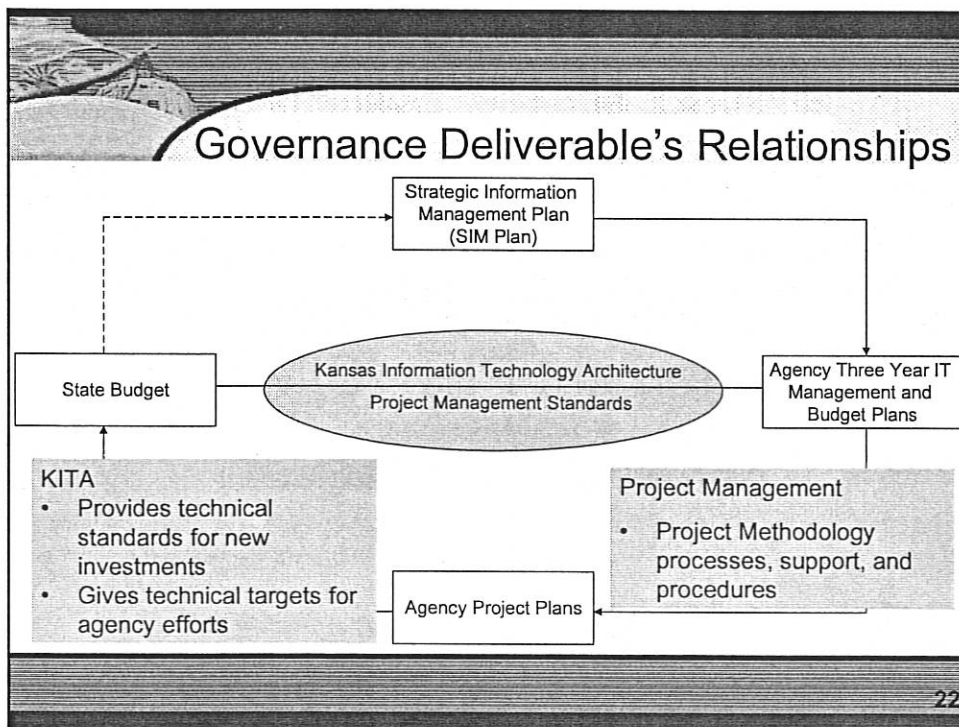 Governance Deliverable's Relationships
Strategic Information
Management Plan
(SIM Plan)
State Budget
Kansas Information Technology Architecture
Project Management Standards
Agency Three Year IT
Management and
Budget Plans
KITA
• Provides technical
standards for new
investments
• Gives technical targets for
agency efforts
Project Management
• Project Methodology
processes, support, and
procedures
Agency Project Plans
22